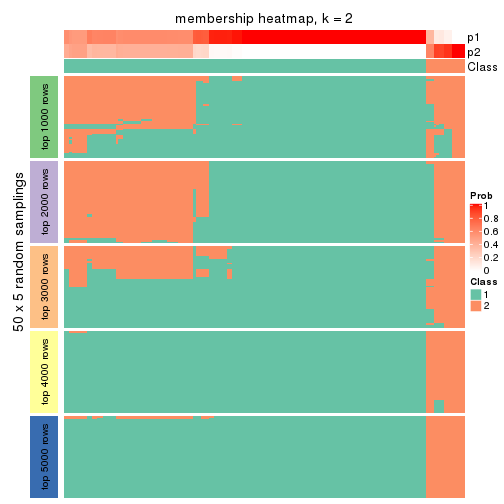 membership heatmap, k = 2
p1
p2
Class
50 x 5 random samplings
top 1000 rows
top 2000 rows
top 3000 rows
top 4000 rows
top 5000 rows
Prob
1
0.8
0.6
0.4
0.2
0
Class
1
2